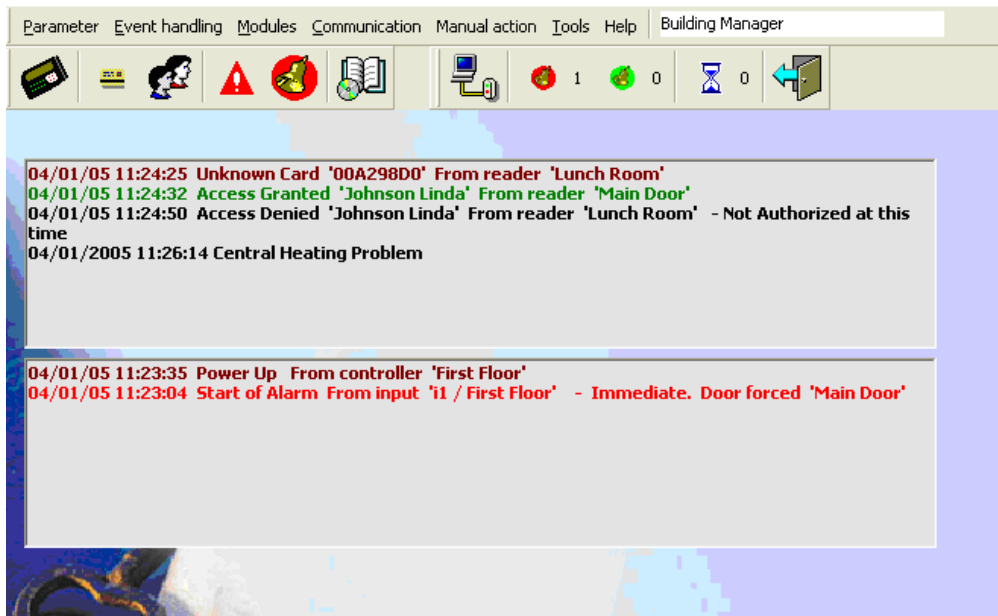 Parameter Event handling Modules Communication Manual action Tools Help Building Manager
1 0 0
04/01/05 11:24:25 Unknown Card '00A298D0' From reader 'Lunch Room'
04/01/05 11:24:32 Access Granted 'Johnson Linda' From reader 'Main Door'
04/01/05 11:24:50 Access Denied 'Johnson Linda' From reader 'Lunch Room' - Not Authorized at this
time
04/01/2005 11:26:14 Central Heating Problem
04/01/05 11:23:35 Power Up From controller 'First Floor'
04/01/05 11:23:04 Start of Alarm From input 'i1 / First Floor' - Immediate. Door forced 'Main Door'